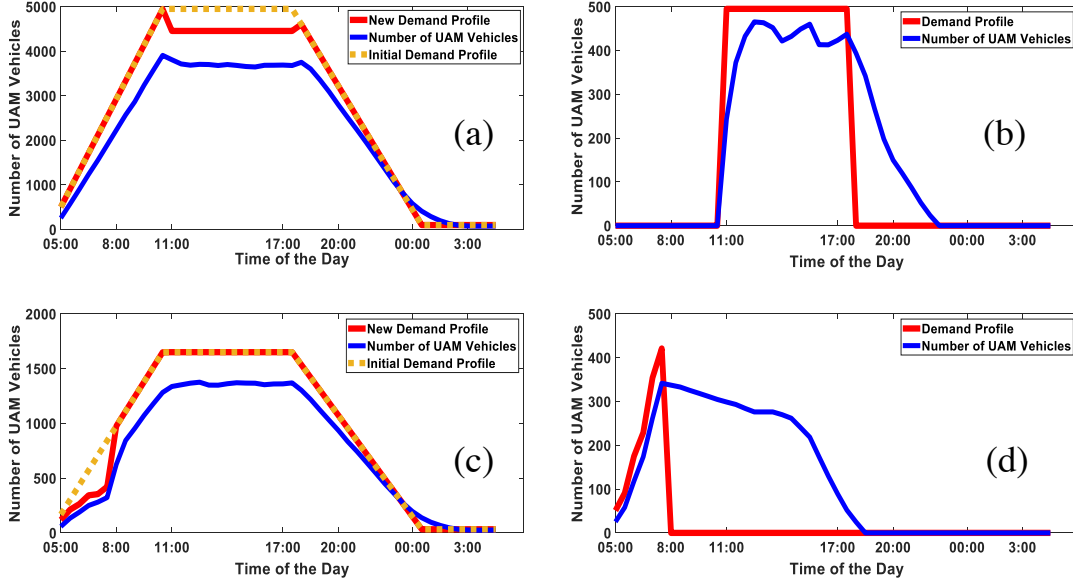 5000
4000
3000
2000
1000
0
Number of UAM Vehicles
New Demand Profile
Number of UAM Vehicles
Initial Demand Profile
(a)
05:00 8:00 11:00 17:00 20:00 00:00 3:00
Time of the Day
500
400
300
200
100
0
Number of UAM Vehicles
Demand Profile
Number of UAM Vehicles
(b)
05:00 8:00 11:00 17:00 20:00 00:00 3:00
Time of the Day
2000
1500
1000
500
0
Number of UAM Vehicles
New Demand Profile
Number of UAM Vehicles
Initial Demand Profile
(c)
05:00 8:00 11:00 17:00 20:00 00:00 3:00
Time of the Day
500
400
300
200
100
0
Number of UAM Vehicles
Demand Profile
Number of UAM Vehicles
(d)
05:00 8:00 11:00 17:00 20:00 00:00 3:00
Time of the Day